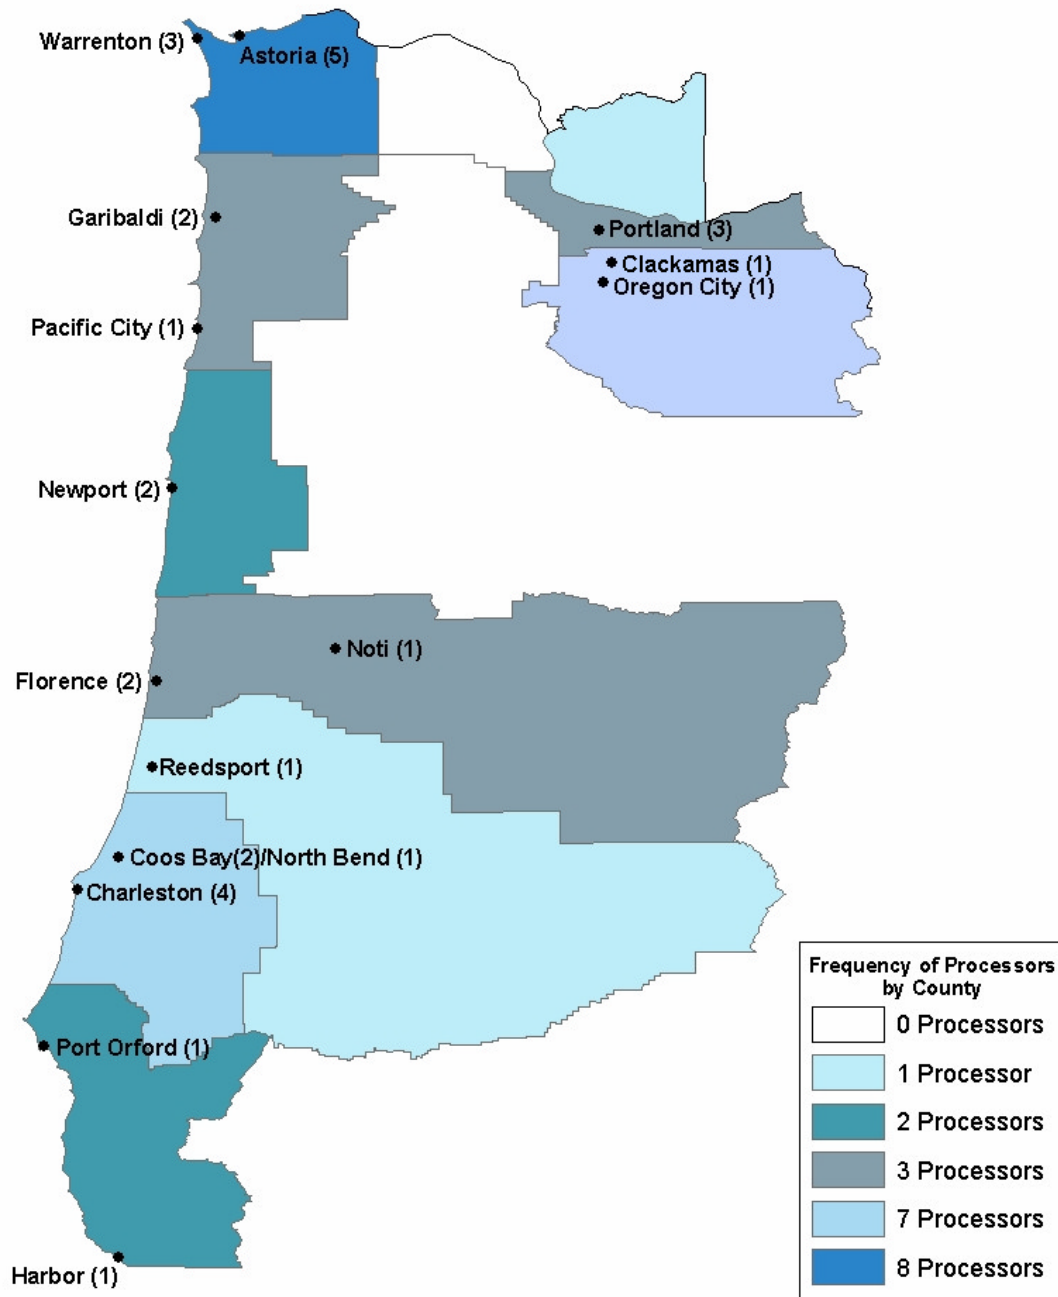 Warrenton (3)
Astoria (5)
Garibaldi (2)
Portland (3)
Clackamas (1)
Oregon City (1)
Pacific City (1)
Newport (2)
Noti (1)
Florence (2)
Reedsport (1)
Coos Bay(2)/North Bend (1)
Charleston (4)
Port Orford (1)
Harbor (1)
Frequency of Processors
by County
0 Processors
1 Processor
2 Processors
3 Processors
7 Processors
8 Processors